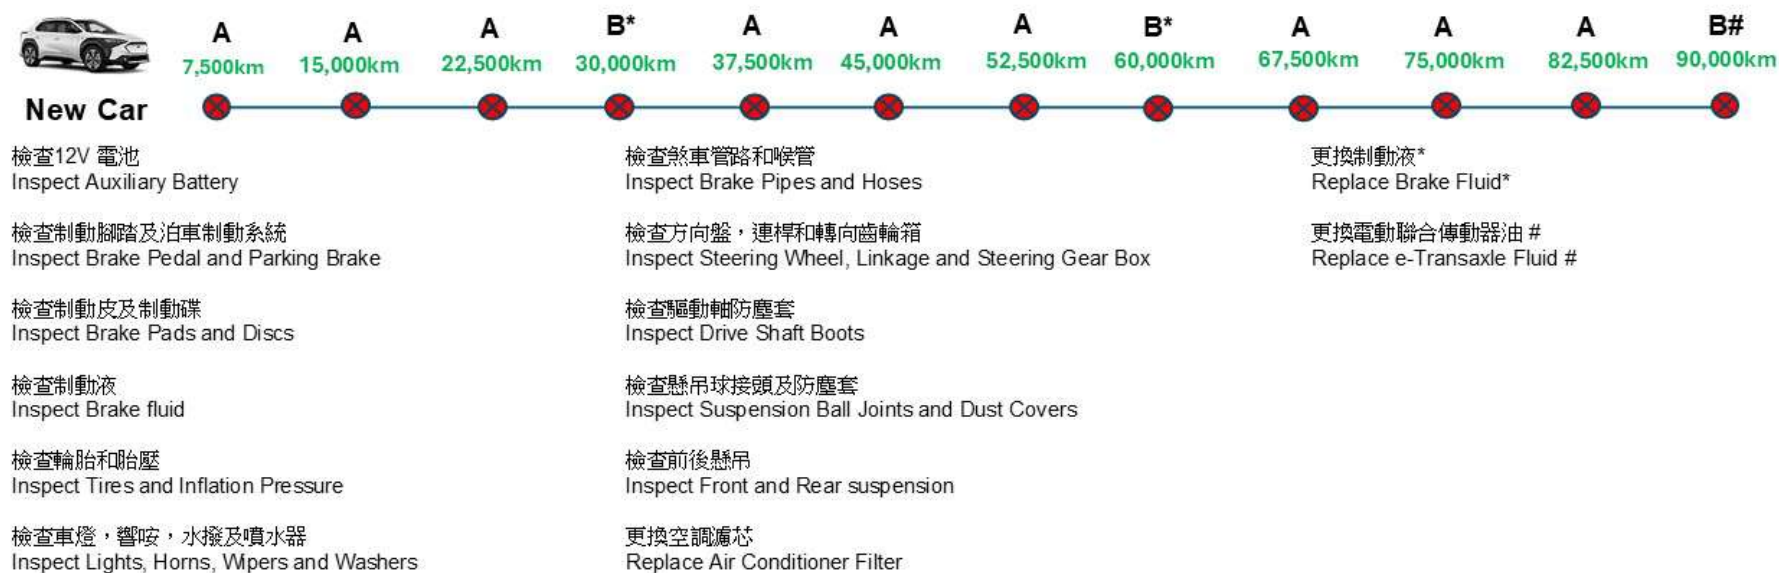 A A A B* A A A B* A A A B#
7,500km 15,000km 22,500km 30,000km 37,500km 45,000km 52,500km 60,000km 67,500km 75,000km 82,500km 90,000km
New Car
檢查12V 電池
Inspect Auxiliary Battery
檢查制動腳踏及泊車制動系統
Inspect Brake Pedal and Parking Brake
檢查制動皮及制動碟
Inspect Brake Pads and Discs
檢查制動液
Inspect Brake fluid
檢查輪胎和胎壓
Inspect Tires and Inflation Pressure
檢查車燈，響咹，水撥及噴水器
Inspect Lights, Horns, Wipers and Washers
檢查煞車管路和喉管
Inspect Brake Pipes and Hoses
檢查方向盤，連桿和轉向齒輪箱
Inspect Steering Wheel, Linkage and Steering Gear Box
檢查驅動軸防塵套
Inspect Drive Shaft Boots
檢查懸吊球接頭及防塵套
Inspect Suspension Ball Joints and Dust Covers
檢查前後懸吊
Inspect Front and Rear suspension
更換空調濾芯
Replace Air Conditioner Filter
更換制動液*
Replace Brake Fluid*
更換電動聯合傳動器油 #
Replace e-Transaxle Fluid #